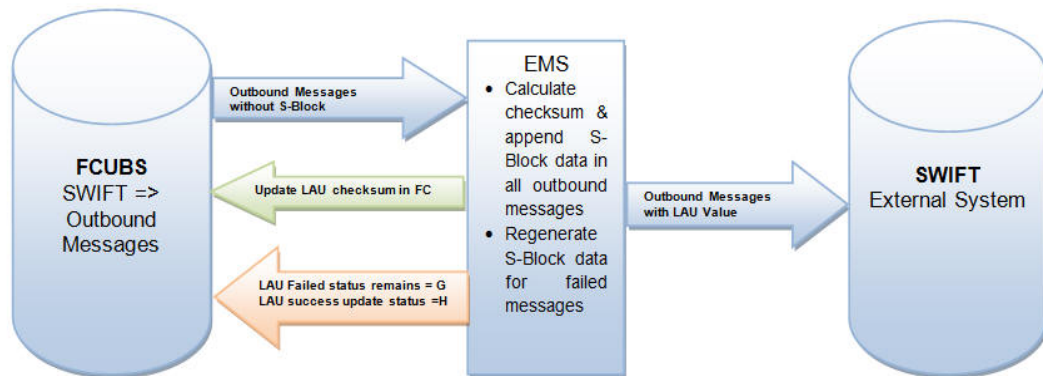 FCUBS
SWIFT =>
Outbound
Messages
Outbound Messages
without S-Block
Update LAU checksum in FC
LAU Failed status remains = G
LAU success update status =H
EMS
• Calculate
checksum &
append S-
Block data in
all outbound
messages
• Regenerate
S-Block data
for failed
messages
Outbound Messages
with LAU Value
SWIFT
External System